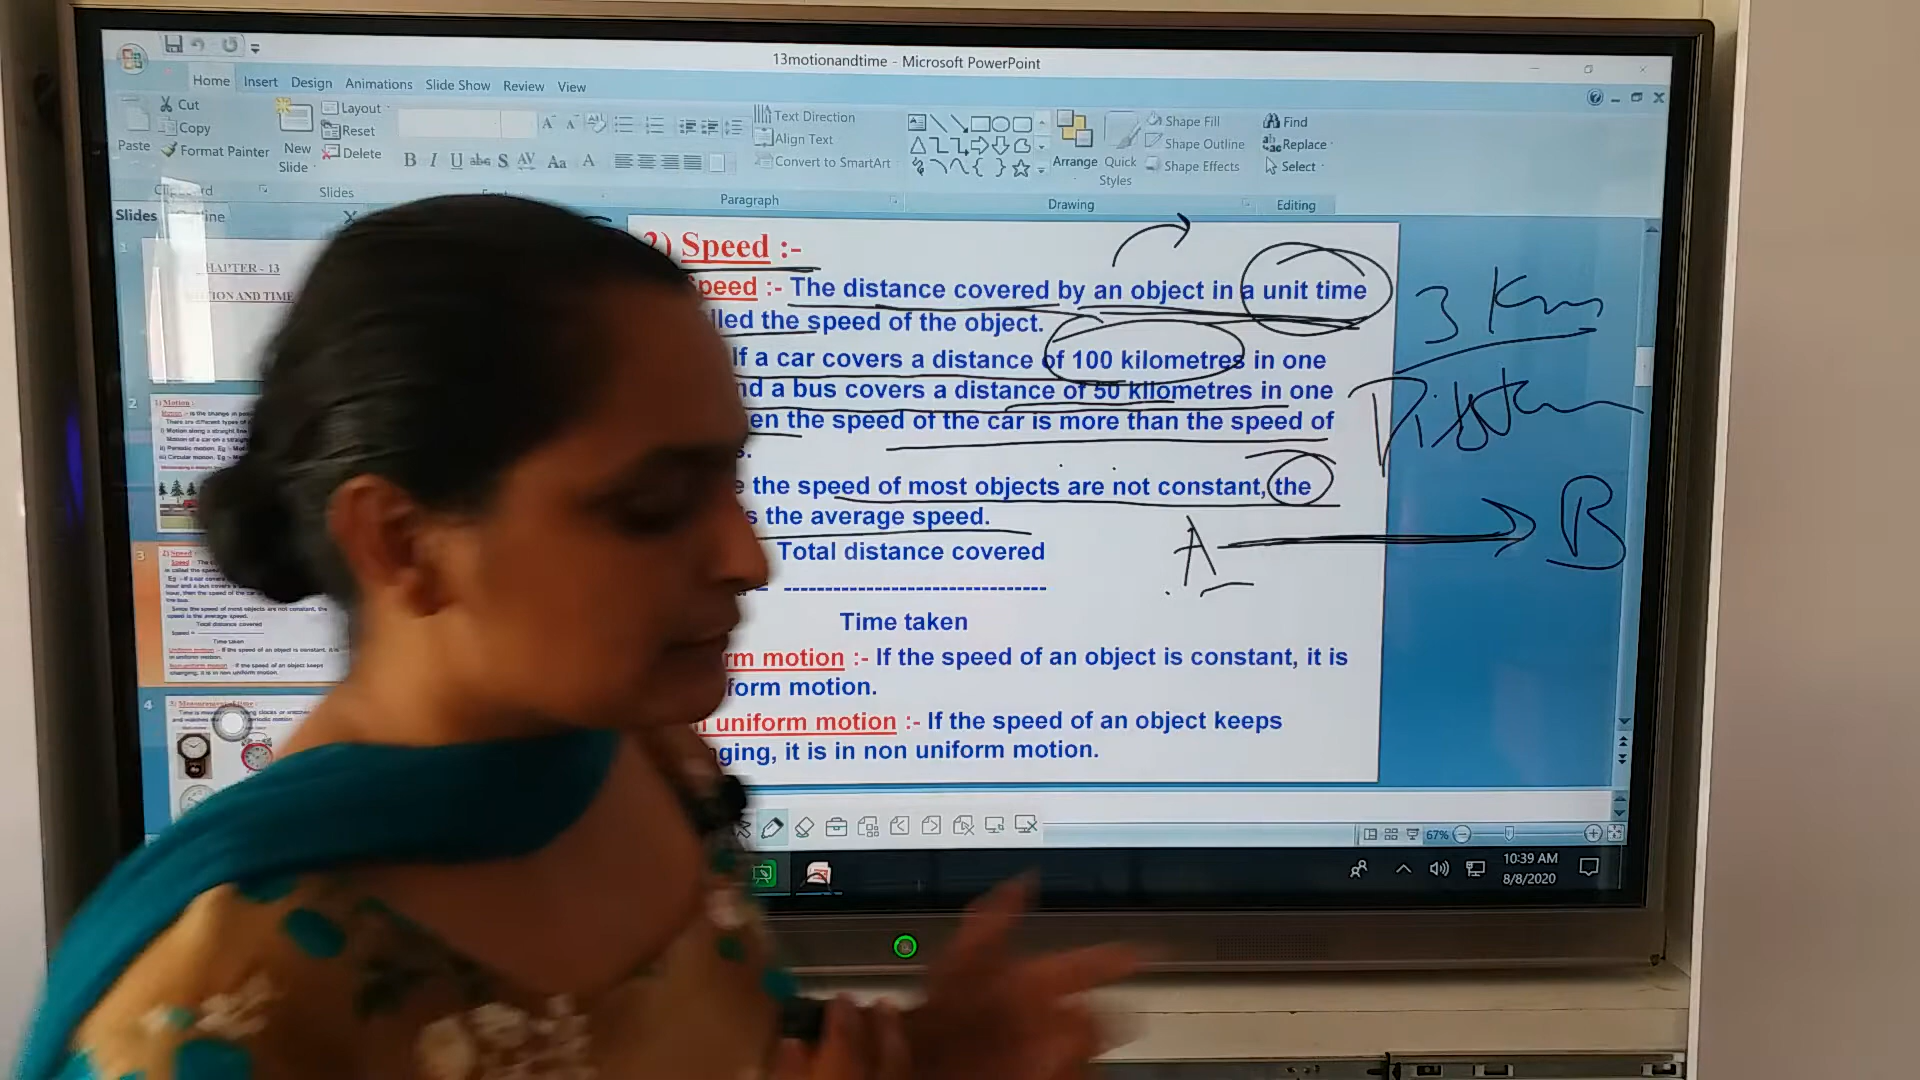 13motionandtime - Microsoft PowerPoint
Home Insert Design Animations Slide Show Review View
Cut
Copy
Format Painter
Paste
Layout
Reset
Delete
New
Slide
Text Direction
Align Text
Convert to SmartArt
Arrange
Quick
Styles
Shape Fill
Shape Outline
Shape Effects
Find
Replace
Select
Slides
Paragraph
Drawing
Editing
Slides
2) Speed :-
Speed :- The distance covered by an object in a unit time
lled the speed of the object.
If a car covers a distance of 100 kilometres in one
nd a bus covers a distance of 50 kilometres in one
en the speed of the car is more than the speed of
s.
e the speed of most objects are not constant, the
s the average speed.
Total distance covered
Time taken
rm motion :- If the speed of an object is constant, it is
form motion.
n uniform motion :- If the speed of an object keeps
ging, it is in non uniform motion.
3 Km
A
B
HAPTER - 13
2
3
4
67%
10:39 AM
8/8/2020